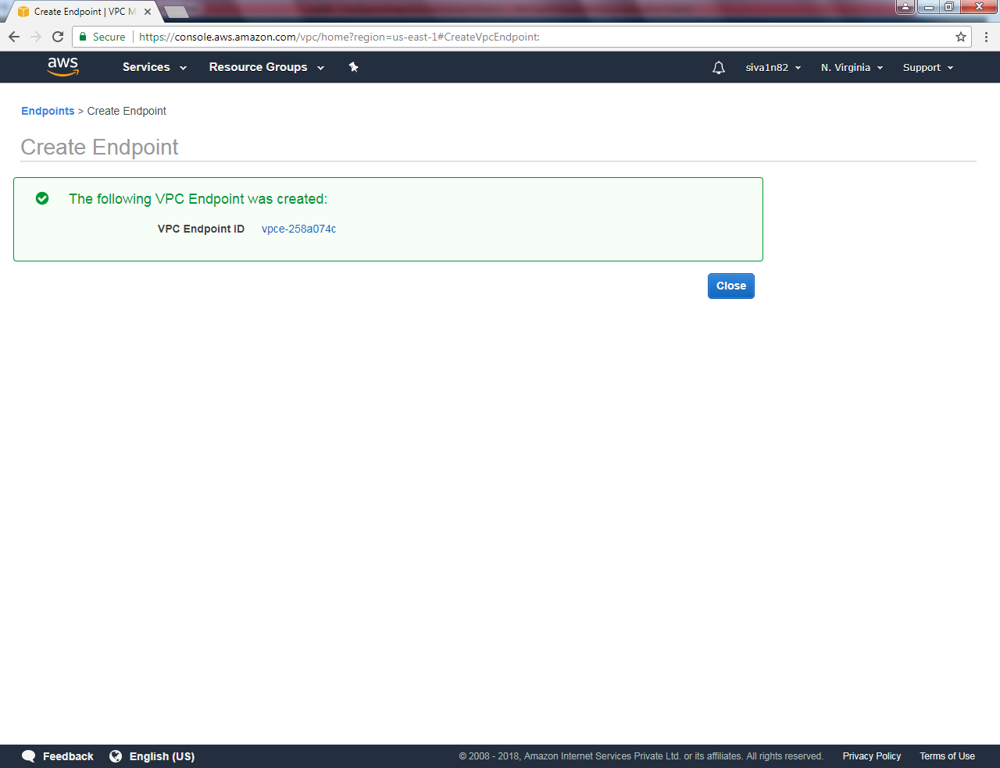 Create Endpoint | VPC M
Secure
https://console.aws.amazon.com/vpc/home?region=us-east-1#CreateVpcEndpoint:
aws Services Resource Groups siva1n82 N. Virginia Support
Endpoints > Create Endpoint
Create Endpoint
The following VPC Endpoint was created:
VPC Endpoint ID vpce-258a074c
Close
Feedback English (US) © 2008 - 2018, Amazon Internet Services Private Ltd. or its affiliates. All rights reserved. Privacy Policy Terms of Use